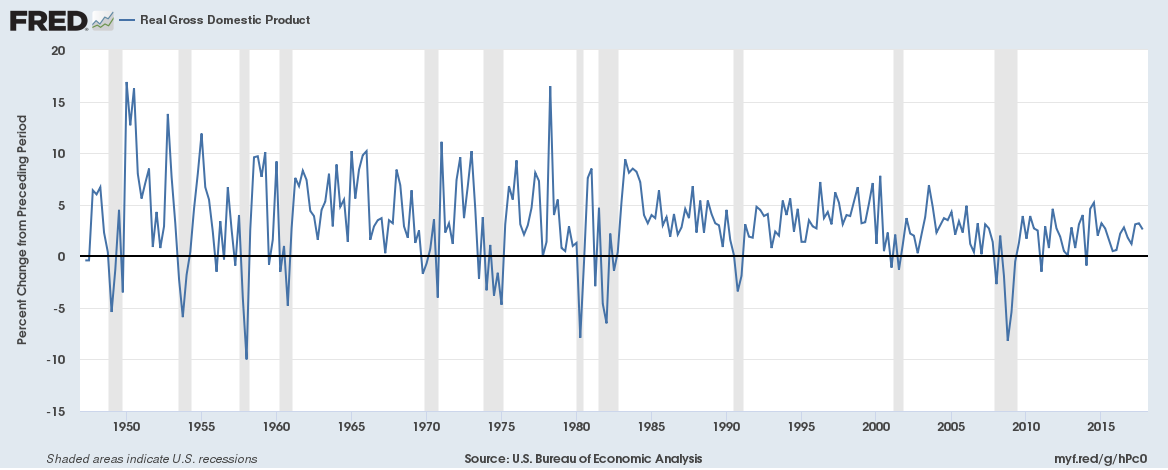 FRED Real Gross Domestic Product
Percent Change from Preceding Period
20
15
10
5
0
-5
-10
-15
1950 1955 1960 1965 1970 1975 1980 1985 1990 1995 2000 2005 2010 2015
Shaded areas indicate U.S. recessions Source: U.S. Bureau of Economic Analysis myf.red/g/hPc0